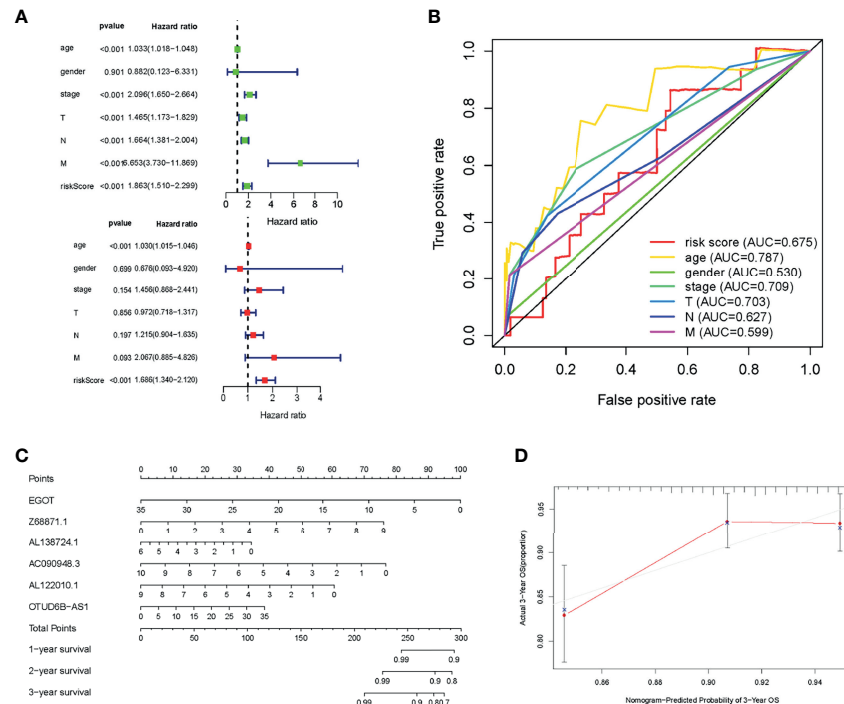 A
pvalue Hazard ratio
age <0.001 1.033(1.018−1.048)
gender 0.901 0.882(0.123−6.331)
stage <0.001 2.096(1.650−2.664)
T <0.001 1.465(1.173−1.829)
N <0.001 1.664(1.381−2.004)
M <0.001 6.653(3.730−11.869)
riskScore <0.001 1.863(1.510−2.299)
0 2 4 6 8 10
Hazard ratio
pvalue Hazard ratio
age <0.001 1.030(1.015−1.046)
gender 0.699 0.676(0.093−4.920)
stage 0.154 1.456(0.868−2.441)
T 0.856 0.972(0.718−1.317)
N 0.197 1.215(0.904−1.635)
M 0.093 2.067(0.885−4.826)
riskScore <0.001 1.686(1.340−2.120)
0 1 2 3 4
Hazard ratio
B
True positive rate
1.0
0.8
0.6
0.4
0.2
0.0
risk score (AUC=0.675)
age (AUC=0.787)
gender (AUC=0.530)
stage (AUC=0.709)
T (AUC=0.703)
N (AUC=0.627)
M (AUC=0.599)
0.0 0.2 0.4 0.6 0.8 1.0
False positive rate
C
0 10 20 30 40 50 60 70 80 90 100
Points
EGOT
35 30 25 20 15 10 5 0
Z68871.1
0 1 2 3 4 5 6 7 8 9
AL138724.1
6 5 4 3 2 1 0
AC090948.3
10 9 8 7 6 5 4 3 2 1 0
AL122010.1
9 8 7 6 5 4 3 2 1 0
OTUD6B−AS1
0 5 10 15 20 25 30 35
Total Points
0 50 100 150 200 250 300
1−year survival
0.99 0.9
2−year survival
0.99 0.9 0.8
3−year survival
0.99 0.9 0.80.7
D
Actual 3−Year OS(proportion)
0.95
0.90
0.85
0.80
0.86 0.88 0.90 0.92 0.94
Nomogram−Predicted Probability of 3−Year OS